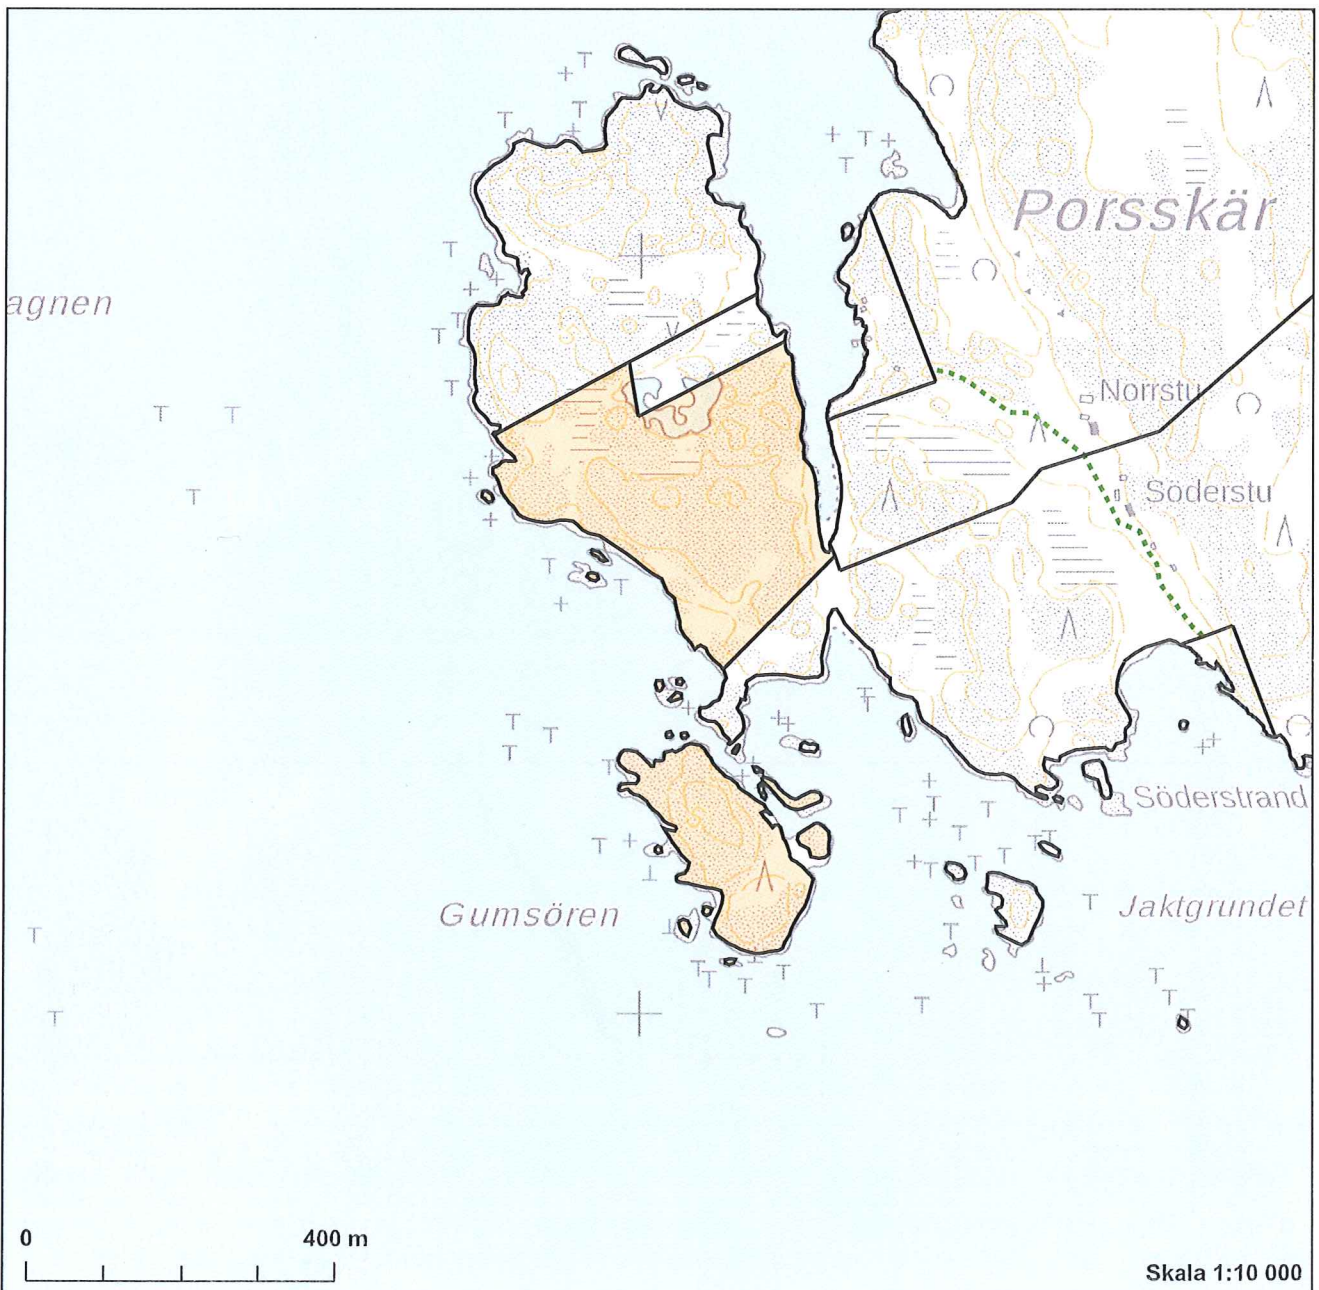 Porsskär
agnen
Norrstu
Söderstu
Söderstrand
Gumsören
Jaktgrundet
0 400 m
Skala 1:10 000